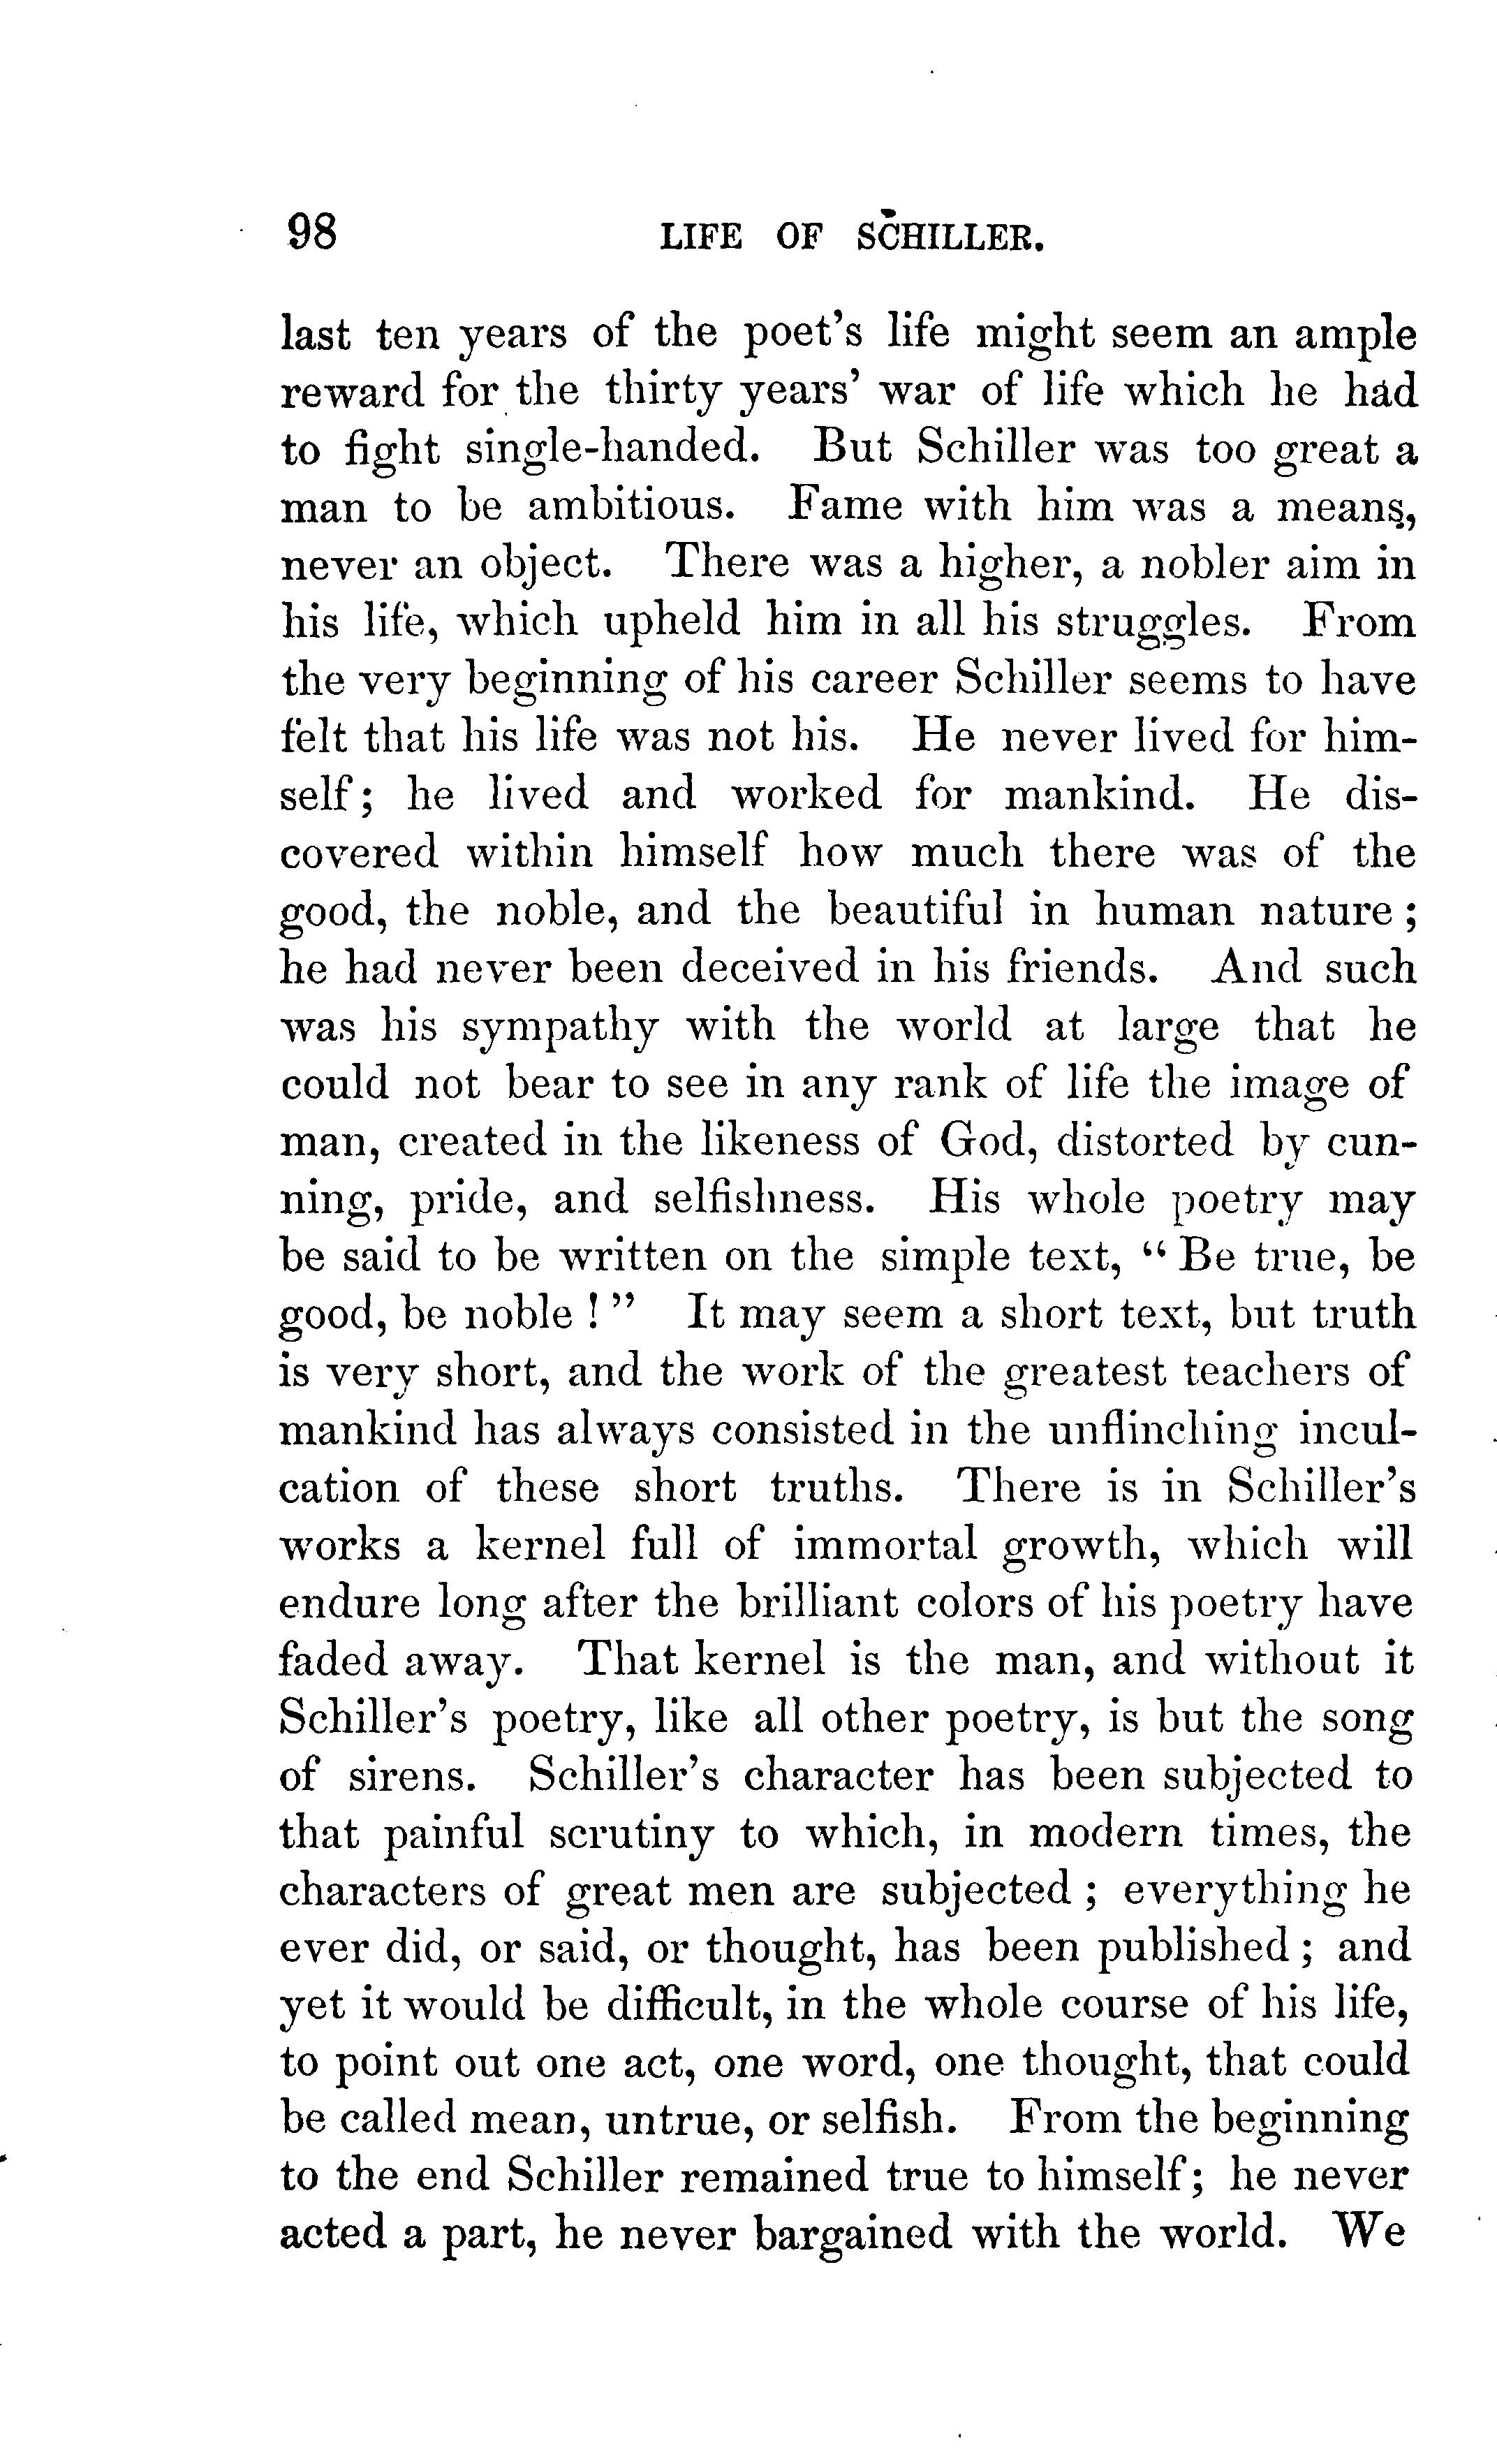 98 LIFE OF SCHILLER.
last ten years of the poet's life might seem an ample
reward for the thirty years' war of life which he had
to fight single-handed. But Schiller was too great a
man to be ambitious. Fame with him was a means,
never an object. There was a higher, a nobler aim in
his life, which upheld him in all his struggles. From
the very beginning of his career Schiller seems to have
felt that his life was not his. He never lived for him-
self; he lived and worked for mankind. He dis-
covered within himself how much there was of the
good, the noble, and the beautiful in human nature;
he had never been deceived in his friends. And such
was his sympathy with the world at large that he
could not bear to see in any rank of life the image of
man, created in the likeness of God, distorted by cun-
ning, pride, and selfishness. His whole poetry may
be said to be written on the simple text, "Be true, be
good, be noble!" It may seem a short text, but truth
is very short, and the work of the greatest teachers of
mankind has always consisted in the unflinching incul-
cation of these short truths. There is in Schiller's
works a kernel full of immortal growth, which will
endure long after the brilliant colors of his poetry have
faded away. That kernel is the man, and without it
Schiller's poetry, like all other poetry, is but the song
of sirens. Schiller's character has been subjected to
that painful scrutiny to which, in modern times, the
characters of great men are subjected; everything he
ever did, or said, or thought, has been published; and
yet it would be difficult, in the whole course of his life,
to point out one act, one word, one thought, that could
be called mean, untrue, or selfish. From the beginning
to the end Schiller remained true to himself; he never
acted a part, he never bargained with the world. We